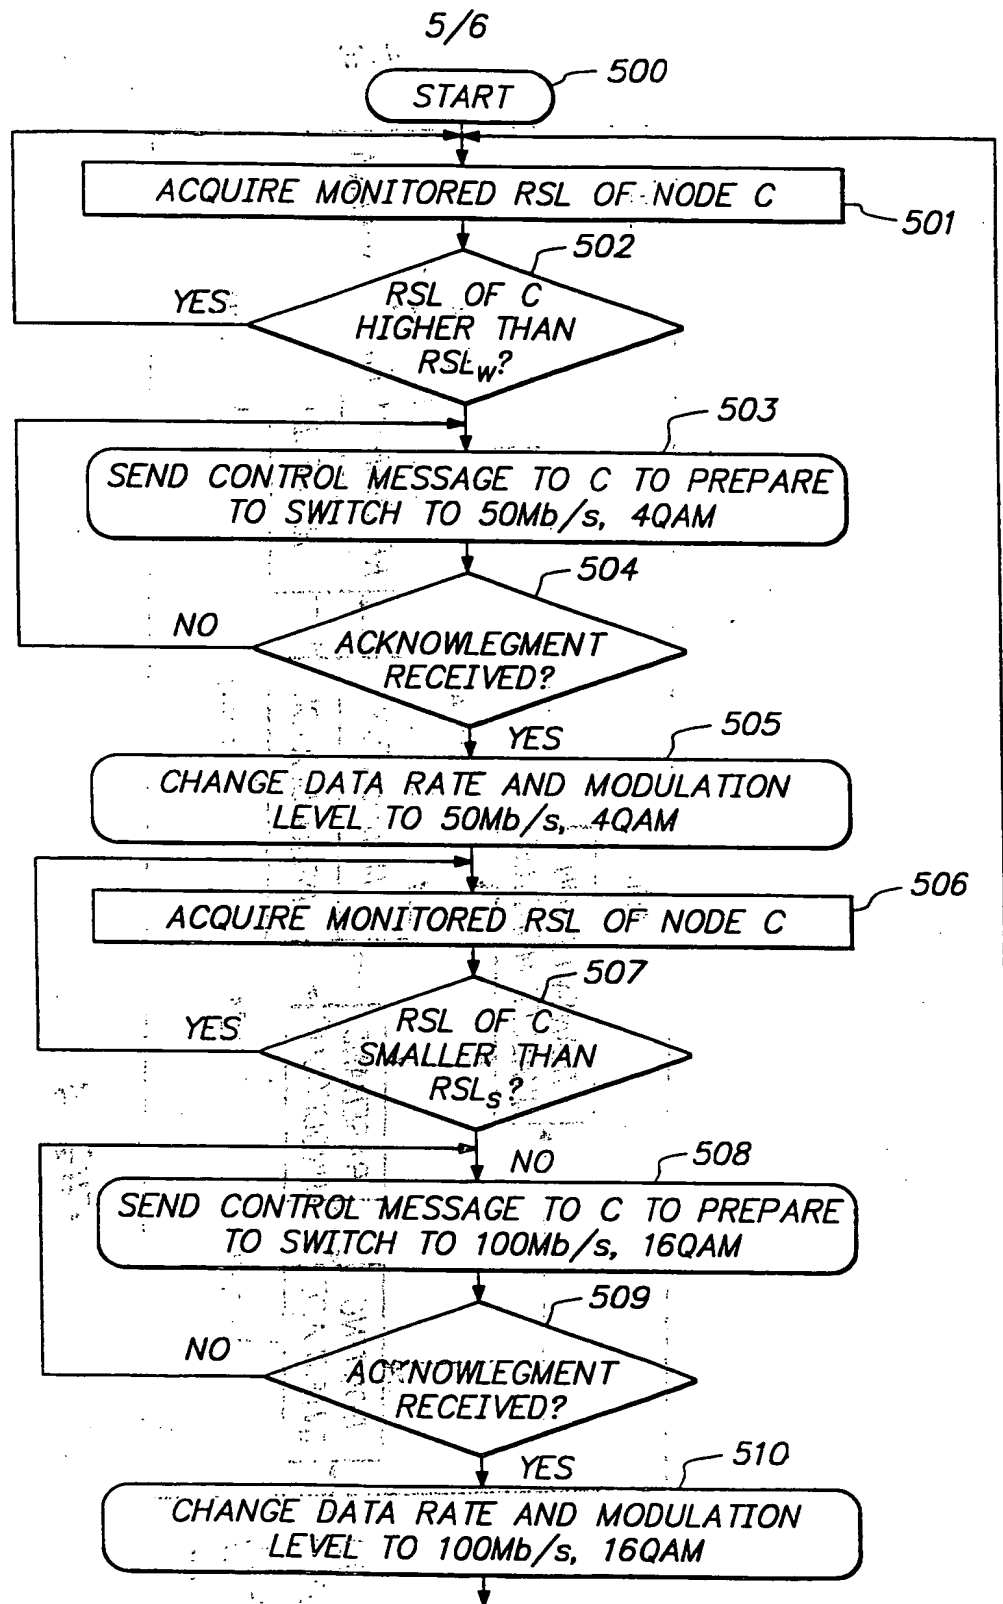 5/6
500
START
ACQUIRE MONITORED RSL OF NODE C
501
502
YES
RSL OF C
HIGHER THAN
RSLw?
503
SEND CONTROL MESSAGE TO C TO PREPARE
TO SWITCH TO 50Mb/s, 4QAM
504
NO
ACKNOWLEGMENT
RECEIVED?
YES
505
CHANGE DATA RATE AND MODULATION
LEVEL TO 50Mb/s, 4QAM
506
ACQUIRE MONITORED RSL OF NODE C
507
YES
RSL OF C
SMALLER THAN
RSLs?
NO
508
SEND CONTROL MESSAGE TO C TO PREPARE
TO SWITCH TO 100Mb/s, 16QAM
509
NO
ACKNOWLEGMENT
RECEIVED?
YES
510
CHANGE DATA RATE AND MODULATION
LEVEL TO 100Mb/s, 16QAM